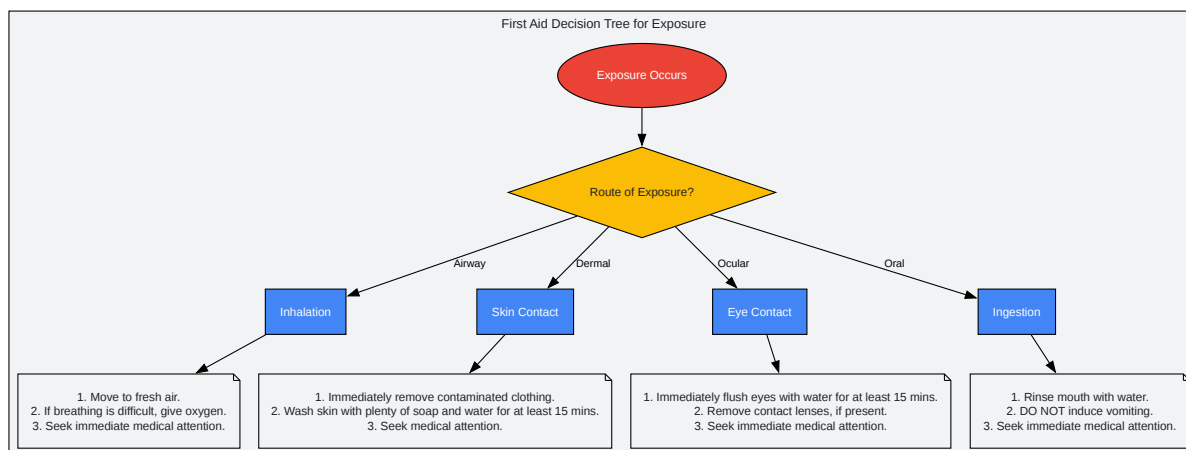 First Aid Decision Tree for Exposure
Exposure Occurs
Route of Exposure?
Airway
Dermal
Ocular
Oral
Inhalation
Skin Contact
Eye Contact
Ingestion
1. Move to fresh air.
2. If breathing is difficult, give oxygen.
3. Seek immediate medical attention.
1. Immediately remove contaminated clothing.
2. Wash skin with plenty of soap and water for at least 15 mins.
3. Seek medical attention.
1. Immediately flush eyes with water for at least 15 mins.
2. Remove contact lenses, if present.
3. Seek immediate medical attention.
1. Rinse mouth with water.
2. DO NOT induce vomiting.
3. Seek immediate medical attention.